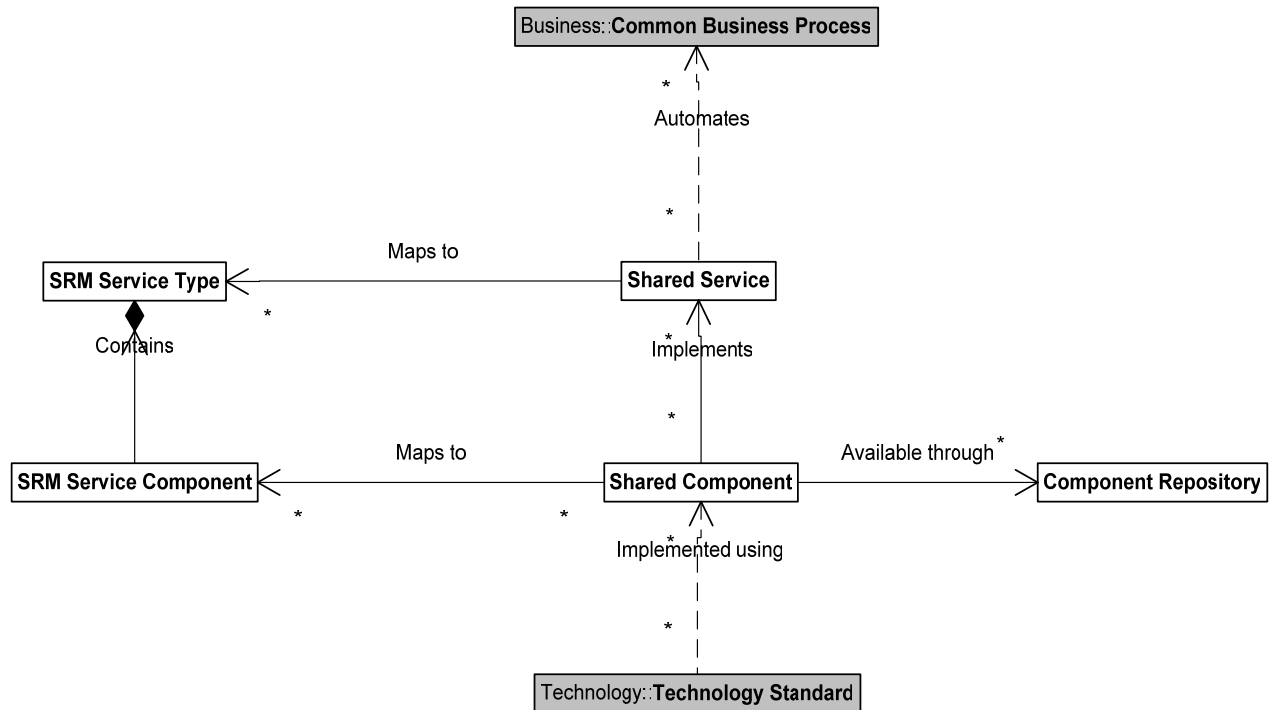 Business::Common Business Process
*
Automates
*
Maps to
SRM Service Type
Shared Service
*
Contains
*
Implements
*
Maps to
Available through
*
SRM Service Component
Shared Component
Component Repository
*
*
*
Implemented using
*
Technology::Technology Standard